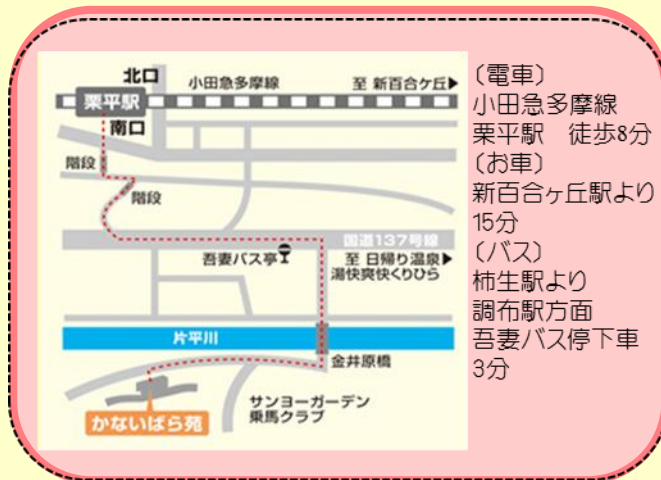 北口
小田急多摩線
至 新百合ケ丘▶
栗平駅
南口
階段
階段
国道137号線
吾妻バス亭
至 日帰り温泉▶
湯快爽快くりひら
片平川
金井原橋
サンヨーガーデン
乗馬クラブ
かないばら苑
〔電車〕
小田急多摩線
栗平駅 徒歩8分
〔お車〕
新百合ヶ丘駅より
15分
〔バス〕
柿生駅より
調布駅方面
吾妻バス停下車
3分